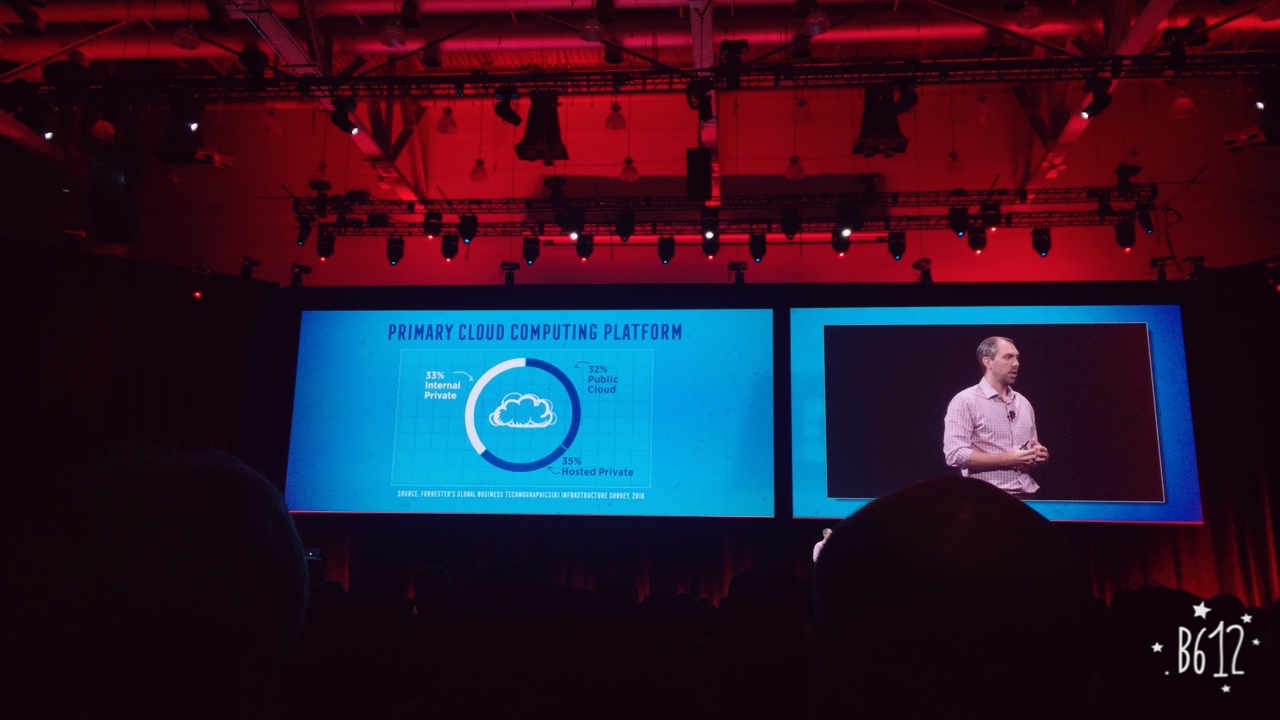 PRIMARY CLOUD COMPUTING PLATFORM
33%
Internal
Private
32%
Public
Cloud
35%
Hosted Private
SOURCE: FORRESTER'S GLOBAL BUSINESS TECHNOGRAPHICS(R) INFRASTRUCTURE SURVEY, 2016
B612